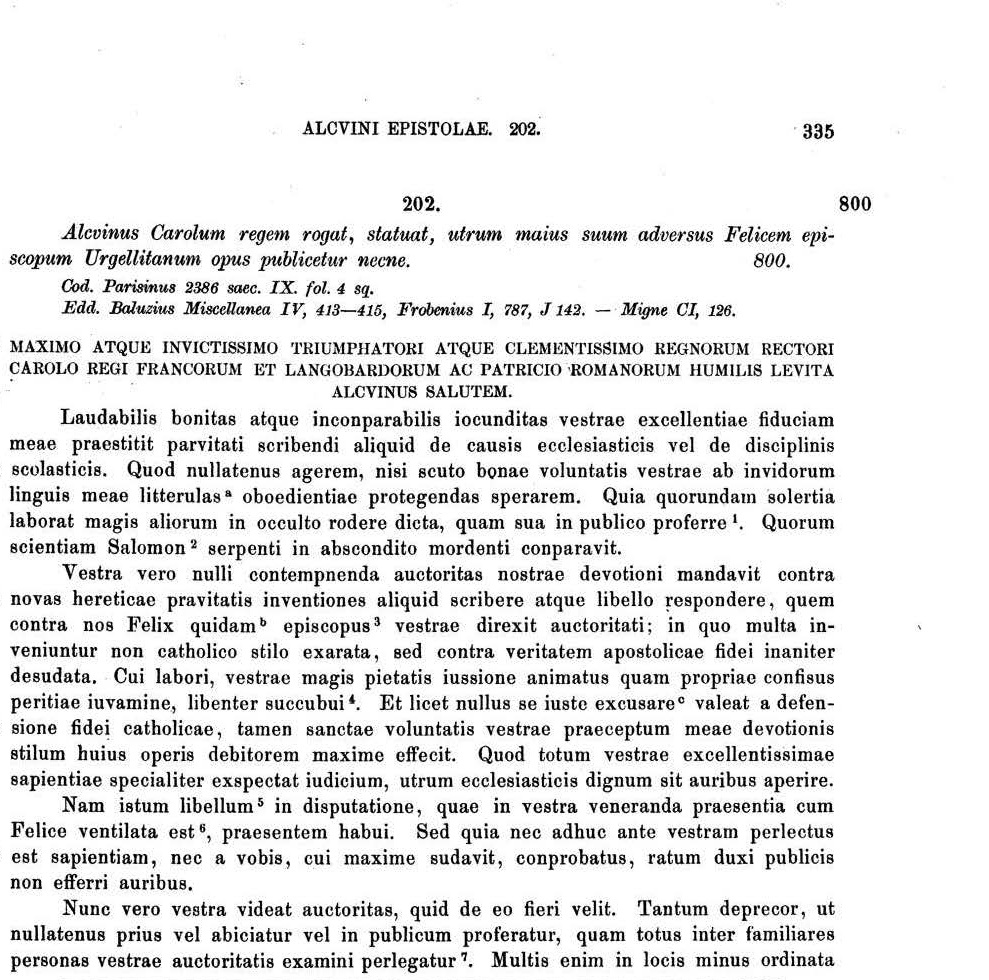 ALCVINI EPISTOLAE. 202. 335
202. 800
Alcvinus Carolum regem rogat, statuat, utrum maius suum adversus Felicem epi-
scopum Urgellitanum opus publicetur necne. 800.
Cod. Parisinus 2386 saec. IX. fol. 4 sq.
Edd. Baluzius Miscellanea IV, 413—415, Frobenius I, 787, J 142. — Migne CI, 126.
MAXIMO ATQUE INVICTISSIMO TRIUMPHATORI ATQUE CLEMENTISSIMO REGNORUM RECTORI
CAROLO REGI FRANCORUM ET LANGOBARDORUM AC PATRICIO ROMANORUM HUMILIS LEVITA
ALCVINUS SALUTEM.
Laudabilis bonitas atque inconparabilis iocunditas vestrae excellentiae fiduciam
meae praestitit parvitati scribendi aliquid de causis ecclesiasticis vel de disciplinis
scolasticis. Quod nullatenus agerem, nisi scuto bonae voluntatis vestrae ab invidorum
linguis meae litterulas ᵃ oboedientiae protegendas sperarem. Quia quorundam solertia
laborat magis aliorum in occulto rodere dicta, quam sua in publico proferre ¹. Quorum
scientiam Salomon ² serpenti in abscondito mordenti conparavit.
Vestra vero nulli contempnenda auctoritas nostrae devotioni mandavit contra
novas hereticae pravitatis inventiones aliquid scribere atque libello respondere, quem
contra nos Felix quidam ᵇ episcopus ³ vestrae direxit auctoritati; in quo multa in-
veniuntur non catholico stilo exarata, sed contra veritatem apostolicae fidei inaniter
desudata. Cui labori, vestrae magis pietatis iussione animatus quam propriae confisus
peritiae iuvamine, libenter succubui ⁴. Et licet nullus se iuste excusare ᶜ valeat a defen-
sione fidei catholicae, tamen sanctae voluntatis vestrae praeceptum meae devotionis
stilum huius operis debitorem maxime effecit. Quod totum vestrae excellentissimae
sapientiae specialiter exspectat iudicium, utrum ecclesiasticis dignum sit auribus aperire.
Nam istum libellum ⁵ in disputatione, quae in vestra veneranda praesentia cum
Felice ventilata est ⁶, praesentem habui. Sed quia nec adhuc ante vestram perlectus
est sapientiam, nec a vobis, cui maxime sudavit, conprobatus, ratum duxi publicis
non efferri auribus.
Nunc vero vestra videat auctoritas, quid de eo fieri velit. Tantum deprecor, ut
nullatenus prius vel abiciatur vel in publicum proferatur, quam totus inter familiares
personas vestrae auctoritatis examini perlegatur ⁷. Multis enim in locis minus ordinata